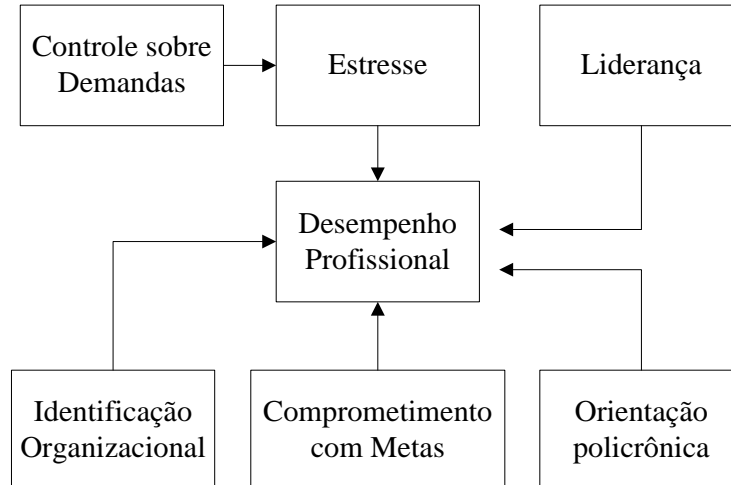 Controle sobre
Demandas
Estresse
Liderança
Desempenho
Profissional
Identificação
Organizacional
Comprometimento
com Metas
Orientação
policrônica